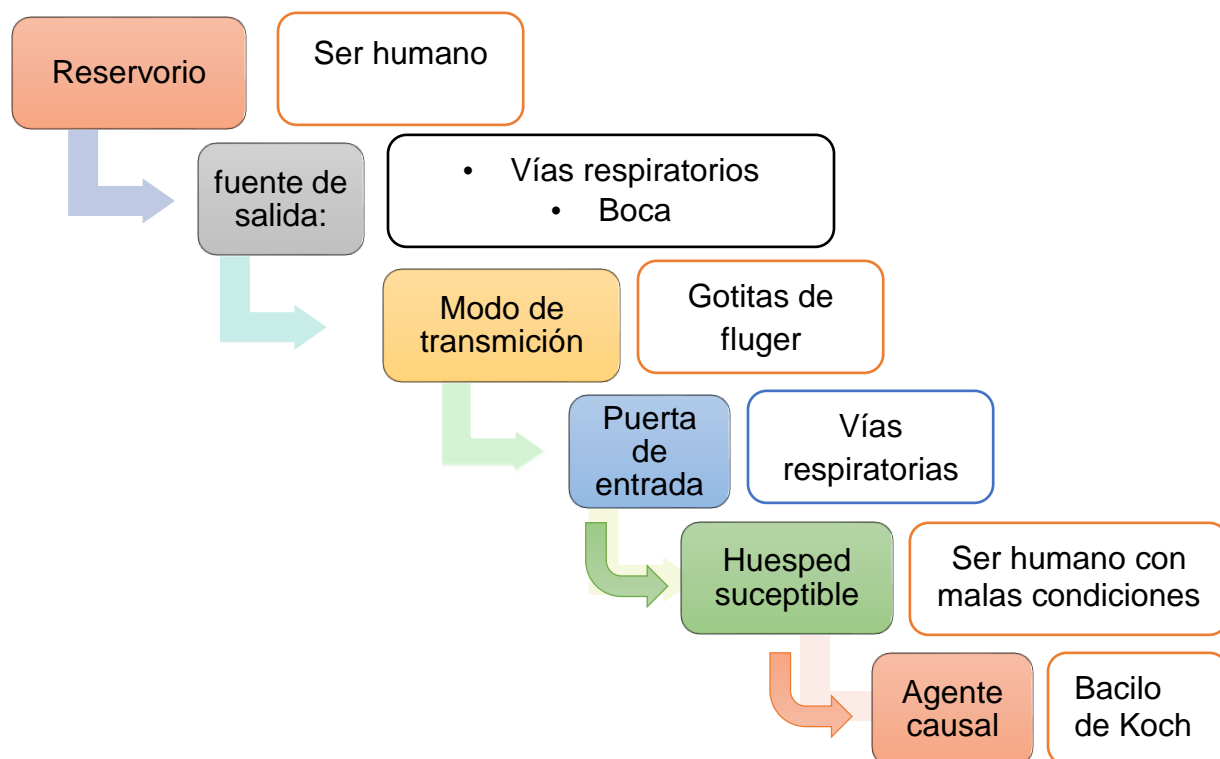 Reservorio
Ser humano
fuente de
salida:
• Vías respiratorios
• Boca
Modo de
transmición
Gotitas de
fluger
Puerta
de
entrada
Vías
respiratorias
Huesped
suceptible
Ser humano con
malas condiciones
Agente
causal
Bacilo
de Koch